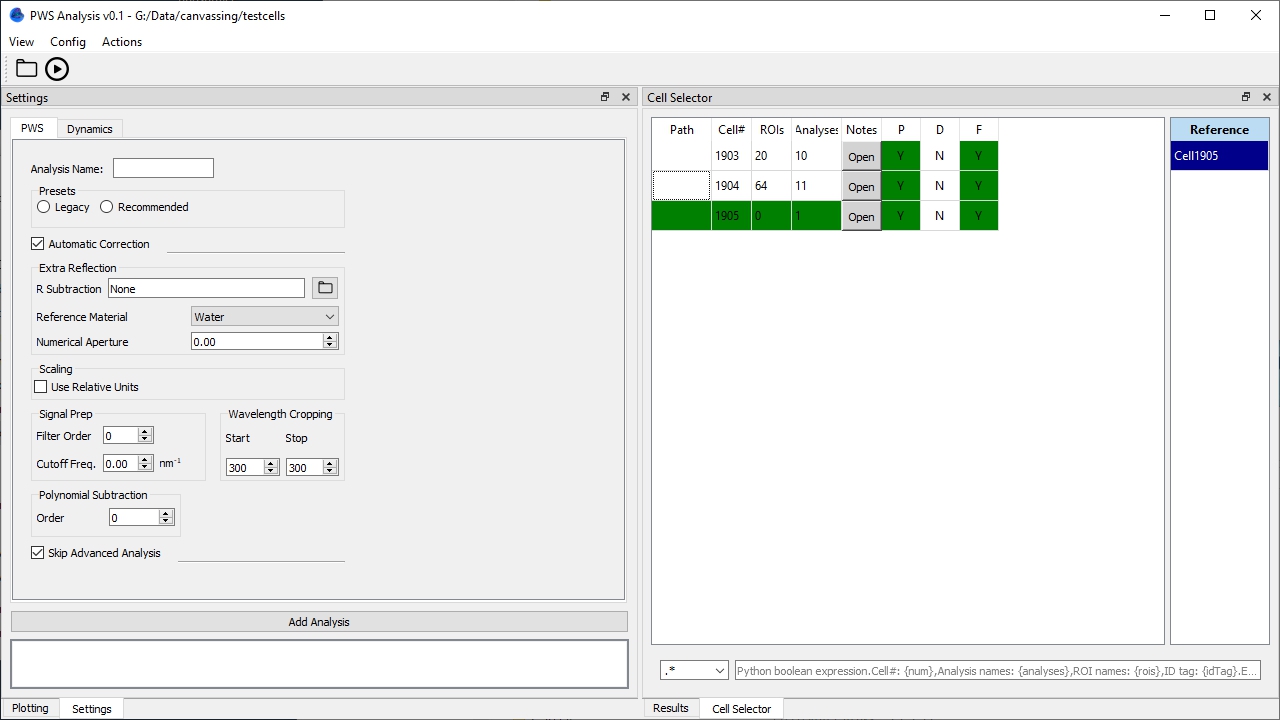 PWS Analysis v0.1 - G:/Data/canvassing/testcells
View Config Actions
Settings
PWS Dynamics
Analysis Name:
Presets
Legacy Recommended
Automatic Correction
Extra Reflection
R Subtraction None
Reference Material Water
Numerical Aperture 0.00
Scaling
Use Relative Units
Signal Prep
Filter Order 0
Cutoff Freq. 0.00 nm⁻¹
Wavelength Cropping
Start Stop
300 300
Polynomial Subtraction
Order 0
Skip Advanced Analysis
Add Analysis
Plotting Settings
Cell Selector
Path Cell# ROIs Analyses Notes P D F
1903 20 10 Open Y N Y
1904 64 11 Open Y N Y
1905 0 1 Open Y N Y
Reference
Cell1905
.* Python boolean expression.Cell#: {num},Analysis names: {analyses},ROI names: {rois},ID tag: {idTag}.E...
Results Cell Selector